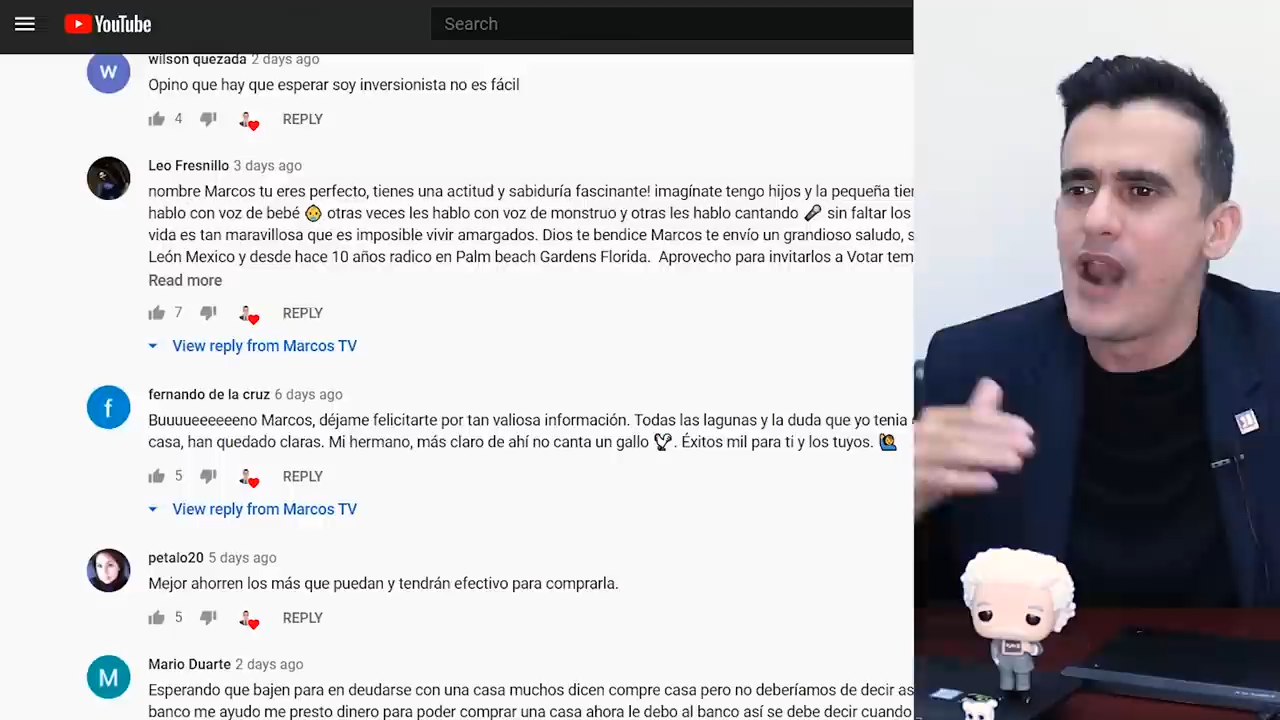 YouTube
Search
wilson quezada 2 days ago
W
Opino que hay que esperar soy inversionista no es fácil
4 REPLY
Leo Fresnillo 3 days ago
nombre Marcos tu eres perfecto, tienes una actitud y sabiduría fascinante! imagínate tengo hijos y la pequeña tie
hablo con voz de bebé 👶 otras veces les hablo con voz de monstruo y otras les hablo cantando 🎤 sin faltar los
vida es tan maravillosa que es imposible vivir amargados. Dios te bendice Marcos te envío un grandioso saludo, s
León Mexico y desde hace 10 años radico en Palm beach Gardens Florida. Aprovecho para invitarlos a Votar tem
Read more
7 REPLY
View reply from Marcos TV
fernando de la cruz 6 days ago
f
Buuuueeeeeeno Marcos, déjame felicitarte por tan valiosa información. Todas las lagunas y la duda que yo tenia
casa, han quedado claras. Mi hermano, más claro de ahí no canta un gallo 🕊. Éxitos mil para ti y los tuyos. 🙋
5 REPLY
View reply from Marcos TV
petalo20 5 days ago
Mejor ahorren los más que puedan y tendrán efectivo para comprarla.
5 REPLY
Mario Duarte 2 days ago
M
Esperando que bajen para en deudarse con una casa muchos dicen compre casa pero no deberíamos de decir as
banco me ayudo me presto dinero para poder comprar una casa ahora le debo al banco así se debe decir cuando